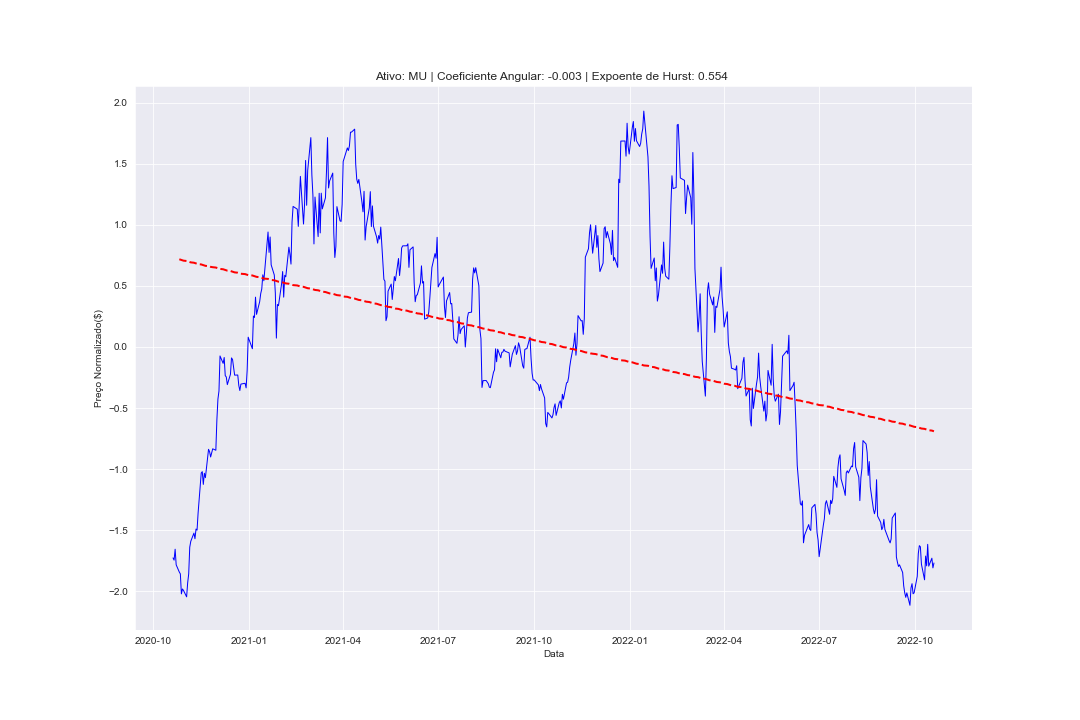 Ativo: MU | Coeficiente Angular: -0.003 | Expoente de Hurst: 0.554
Preço Normalizado($)
2.0
1.5
1.0
0.5
0.0
−0.5
−1.0
−1.5
−2.0
2020-10 2021-01 2021-04 2021-07 2021-10 2022-01 2022-04 2022-07 2022-10
Data